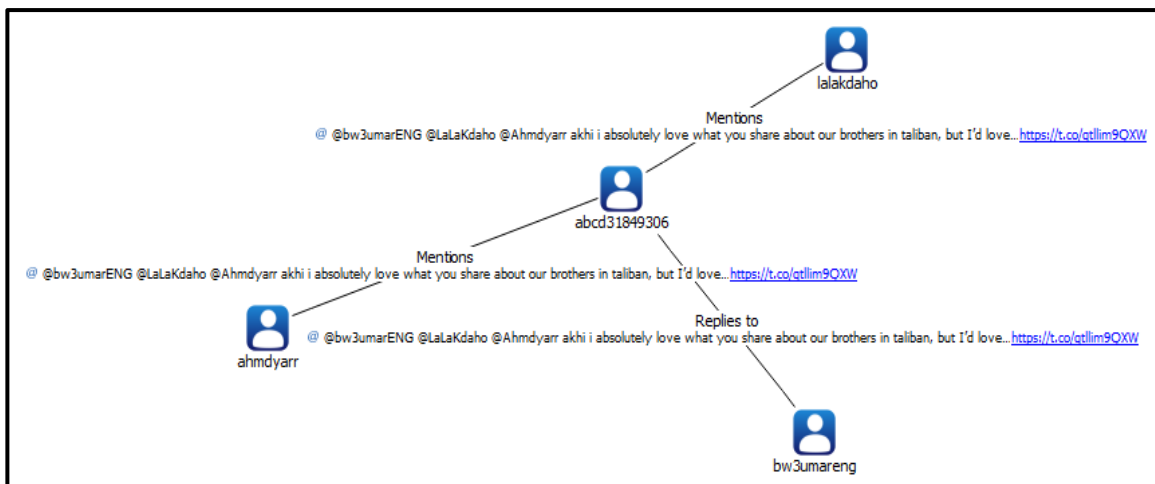 lalakdaho
Mentions
@ @bw3umarENG @LaLaKdaho @Ahmdyarr akhi i absolutely love what you share about our brothers in taliban, but I'd love...https://t.co/qtllim9QXW
abcd31849306
Mentions
@ @bw3umarENG @LaLaKdaho @Ahmdyarr akhi i absolutely love what you share about our brothers in taliban, but I'd love...https://t.co/qtllim9QXW
Replies to
@ @bw3umarENG @LaLaKdaho @Ahmdyarr akhi i absolutely love what you share about our brothers in taliban, but I'd love...https://t.co/qtllim9QXW
ahmdyarr
bw3umareng